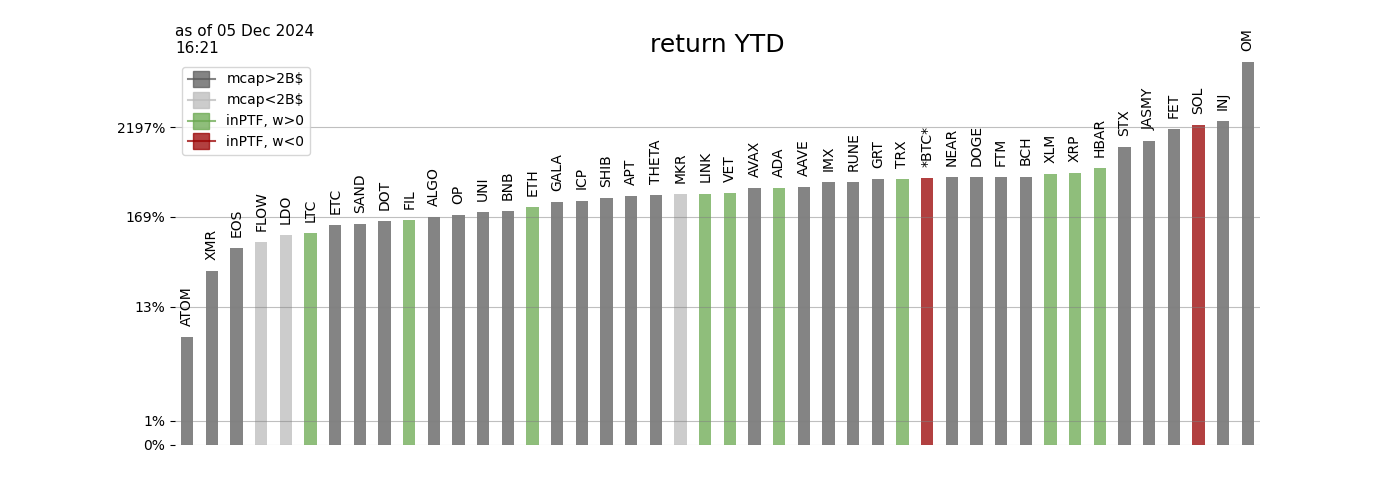 as of 05 Dec 2024
16:21
return YTD
mcap>2B$
mcap<2B$
inPTF, w>0
inPTF, w<0
2197%
169%
13%
1%
0%
ATOM
XMR
EOS
FLOW
LDO
LTC
ETC
SAND
DOT
FIL
ALGO
OP
UNI
BNB
ETH
GALA
ICP
SHIB
APT
THETA
MKR
LINK
VET
AVAX
ADA
AAVE
IMX
RUNE
GRT
TRX
*BTC*
NEAR
DOGE
FTM
BCH
XLM
XRP
HBAR
STX
JASMY
FET
SOL
INJ
OM